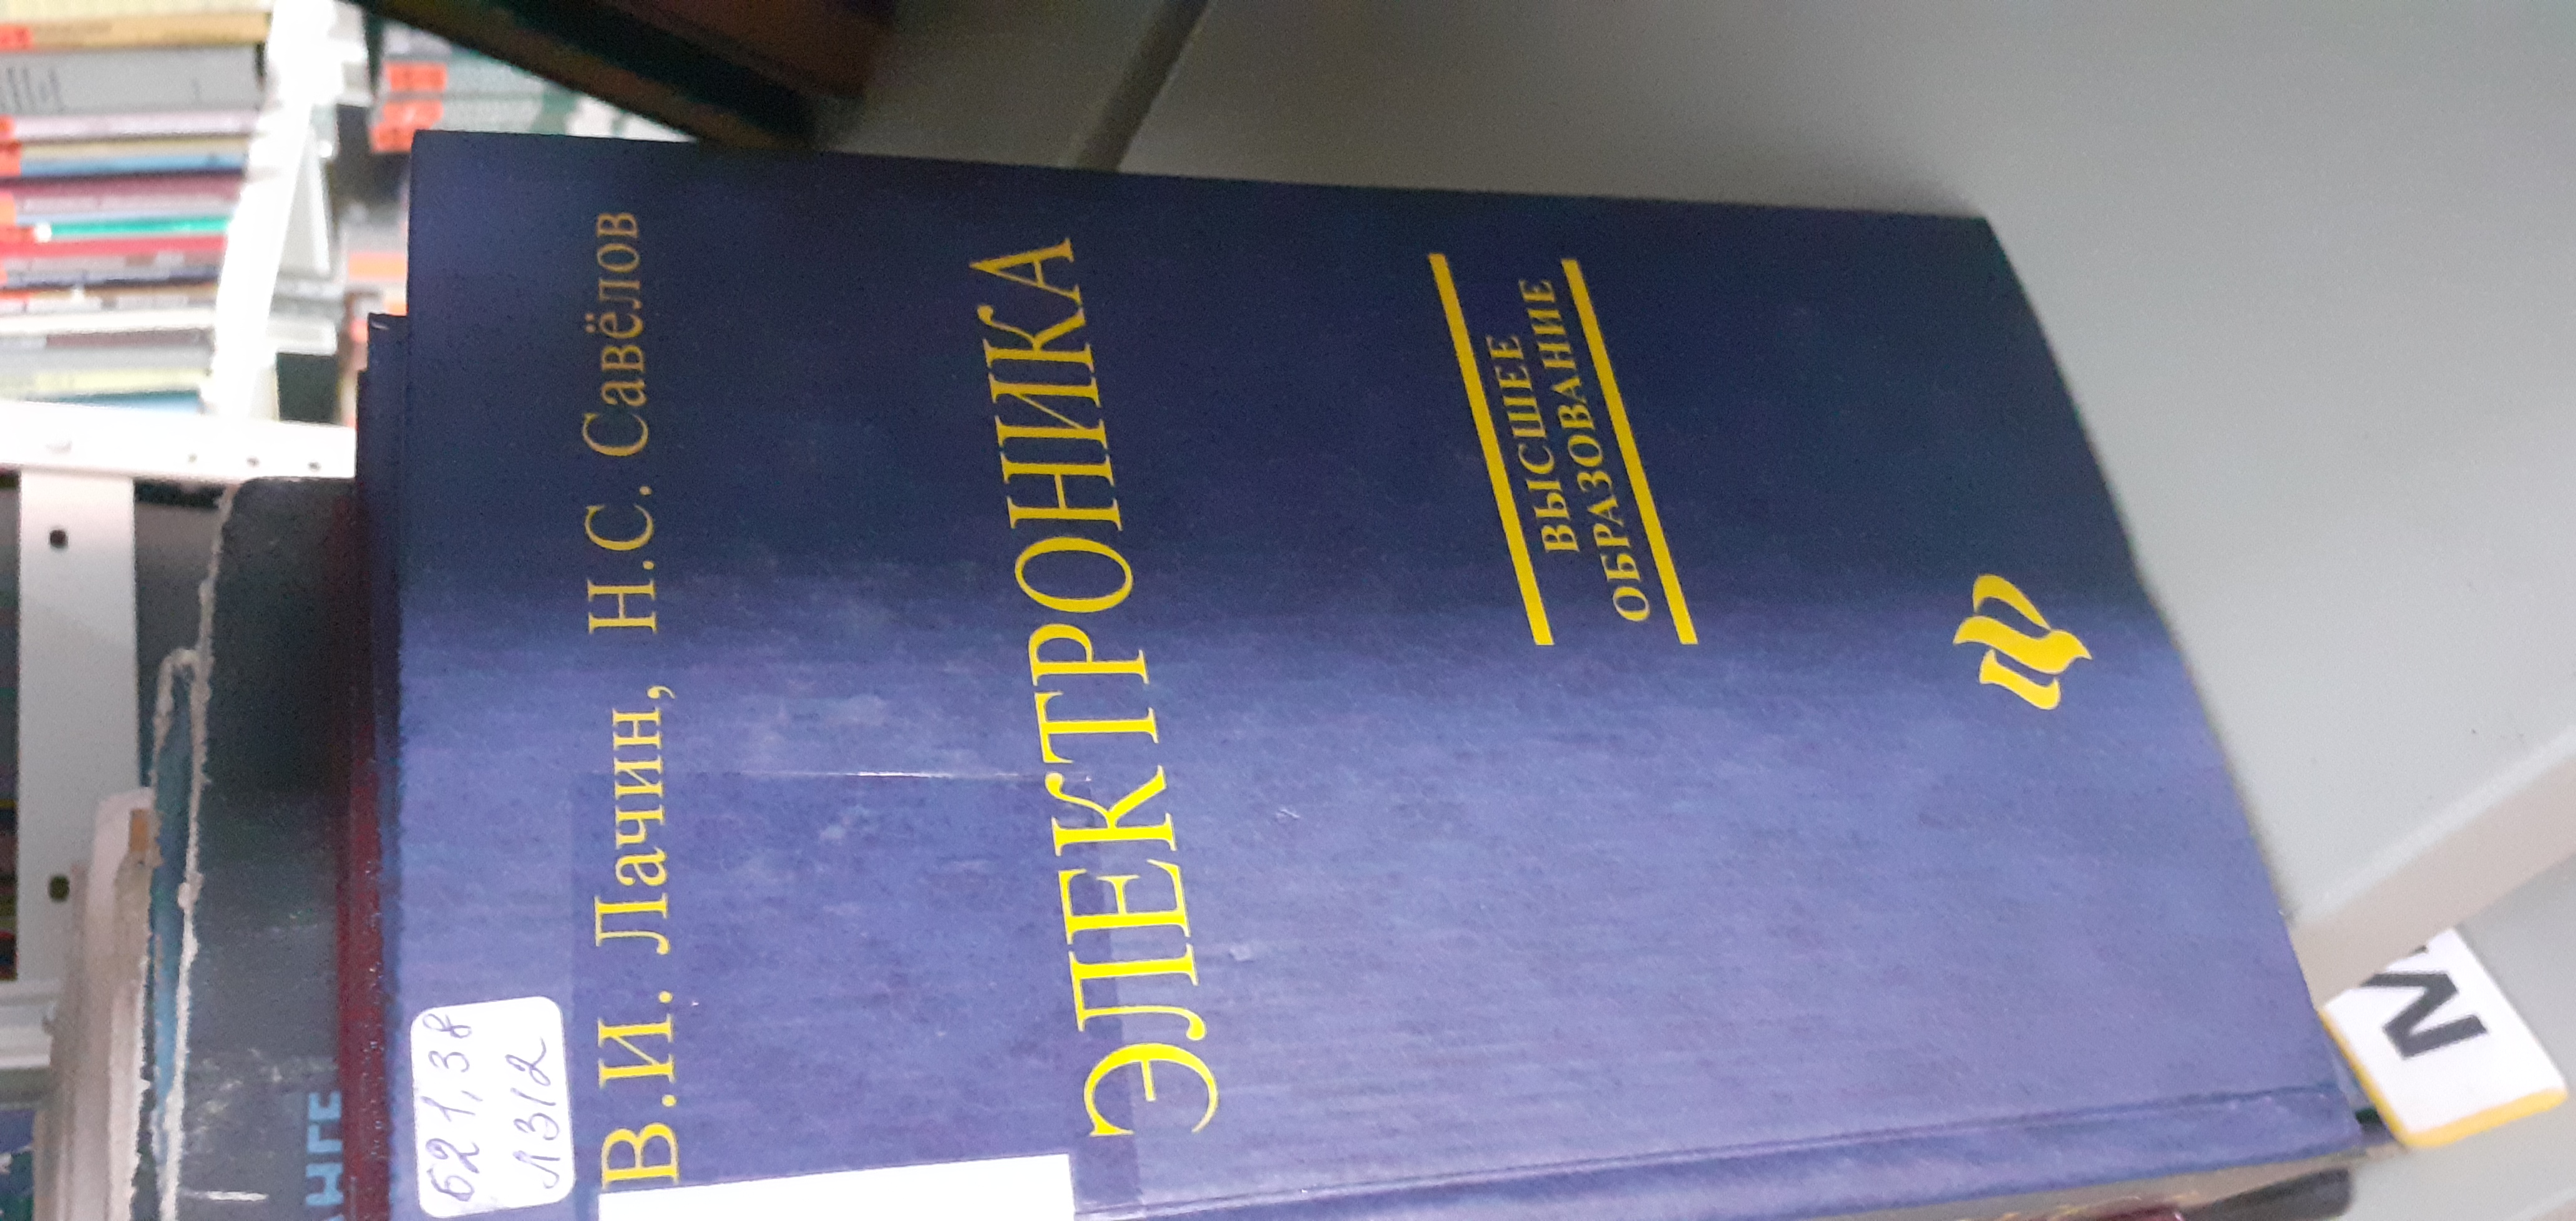 621,38
Л312
В.И. Лачин, Н.С. Савёлов
ЭЛЕКТРОНИКА
ВЫСШЕЕ
ОБРАЗОВАНИЕ